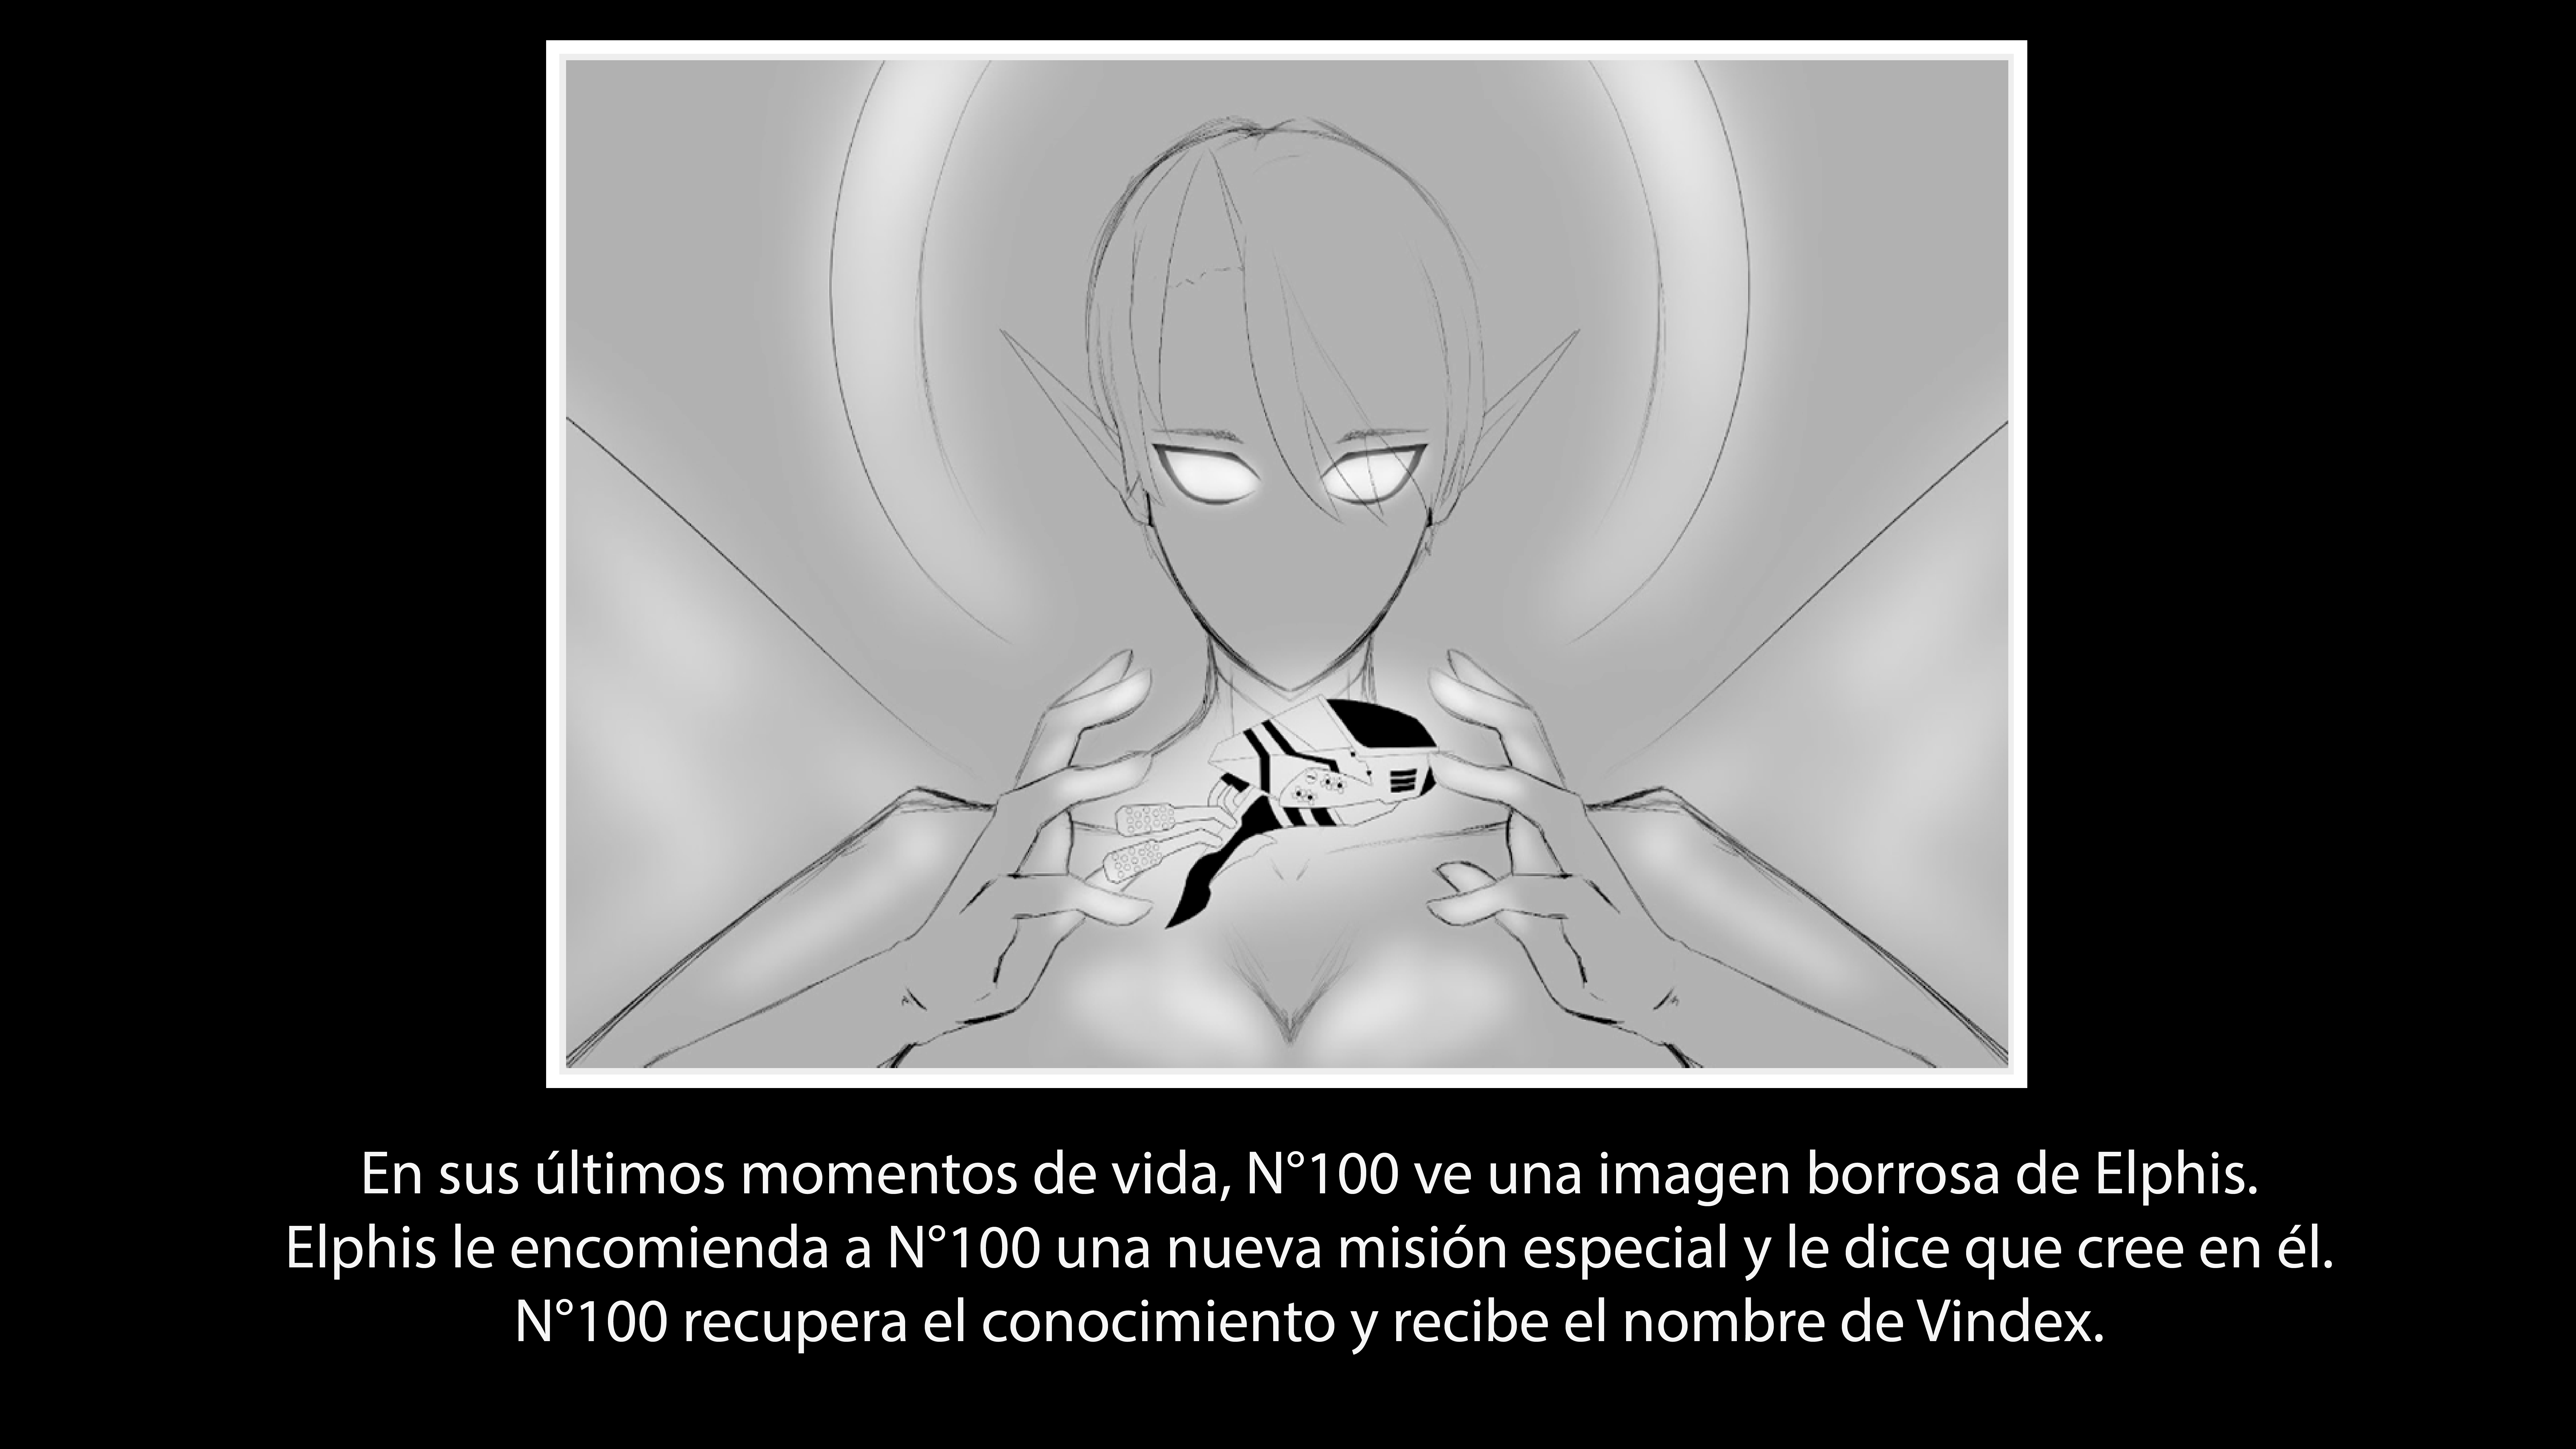 En sus últimos momentos de vida, N°100 ve una imagen borrosa de Elphis.
Elphis le encomienda a N°100 una nueva misión especial y le dice que cree en él.
N°100 recupera el conocimiento y recibe el nombre de Vindex.